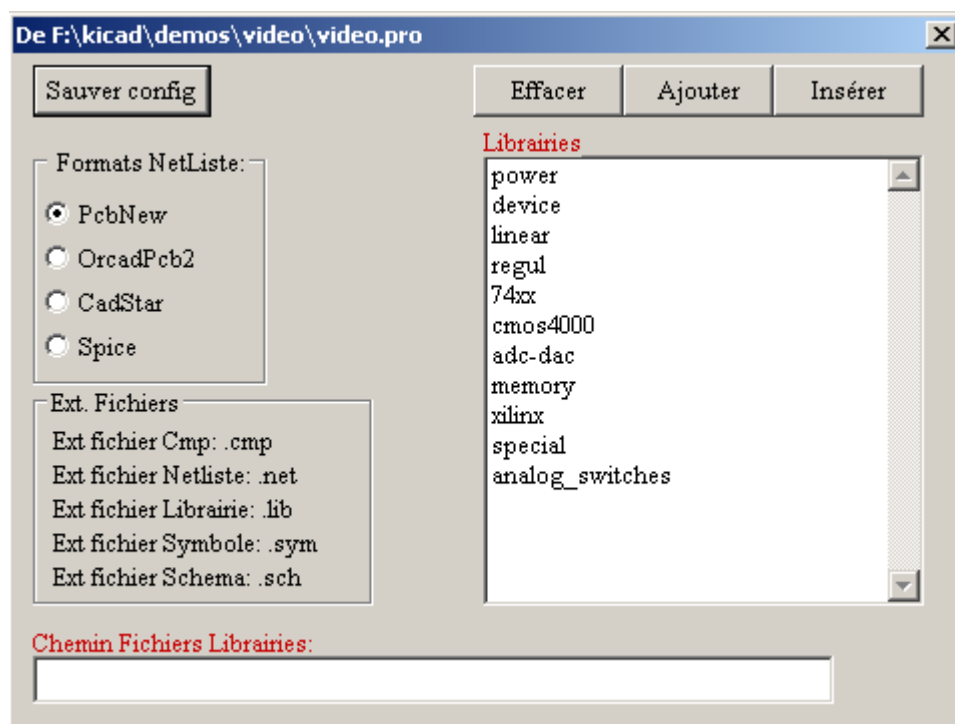 De F:\kicad\demos\video\video.pro
Sauver config
Effacer
Ajouter
Insérer
Formats NetListe:
PcbNew
OrcadPcb2
CadStar
Spice
Ext. Fichiers
Ext fichier Cmp: .cmp
Ext fichier Netliste: .net
Ext fichier Librairie: .lib
Ext fichier Symbole: .sym
Ext fichier Schema: .sch
Librairies
power
device
linear
regul
74xx
cmos4000
adc-dac
memory
xilinx
special
analog_switches
Chemin Fichiers Librairies: